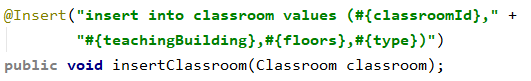 @Insert("insert into classroom values (#{classroomId}," +
"#{teachingBuilding},#{floors},#{type})")
public void insertClassroom(Classroom classroom);